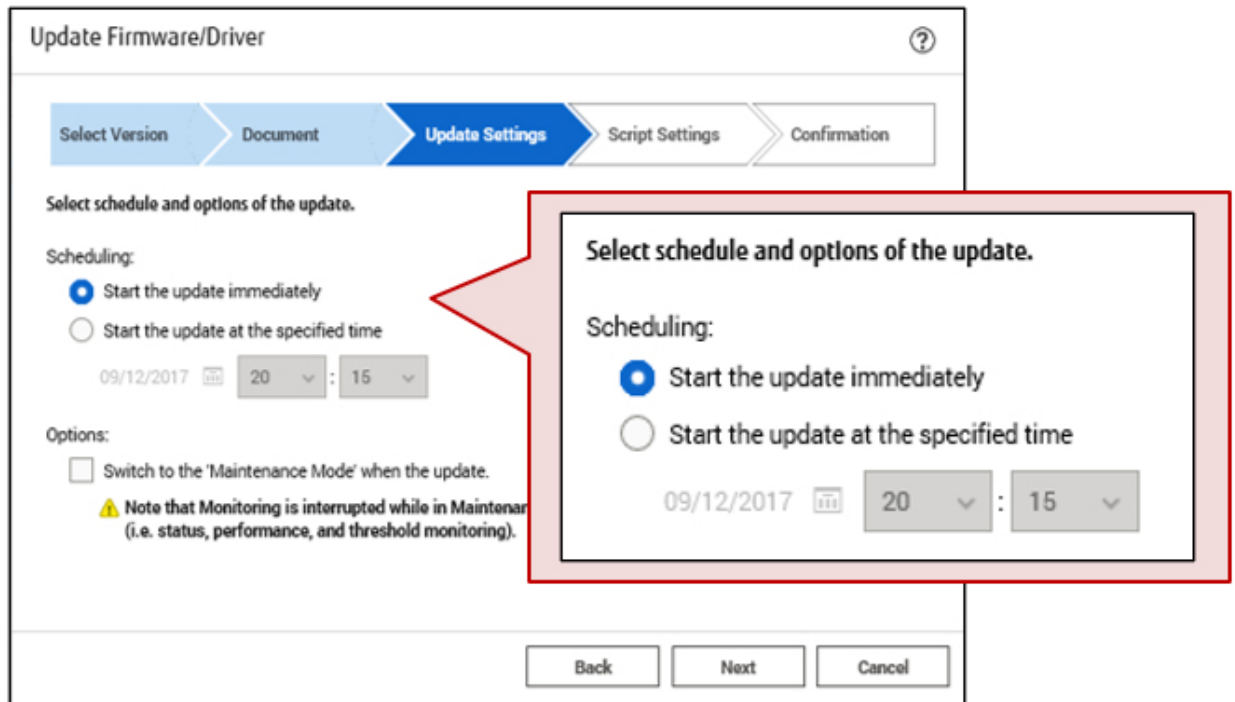 Update Firmware/Driver
?
Select Version
Document
Update Settings
Script Settings
Confirmation
Select schedule and options of the update.
Scheduling:
Start the update immediately
Start the update at the specified time
09/12/2017 20 : 15
Options:
Switch to the 'Maintenance Mode' when the update.
Note that Monitoring is interrupted while in
(i.e. status, performance, and threshold monitoring).
Select schedule and options of the update.
Scheduling:
Start the update immediately
Start the update at the specified time
09/12/2017 20 : 15
Back
Next
Cancel